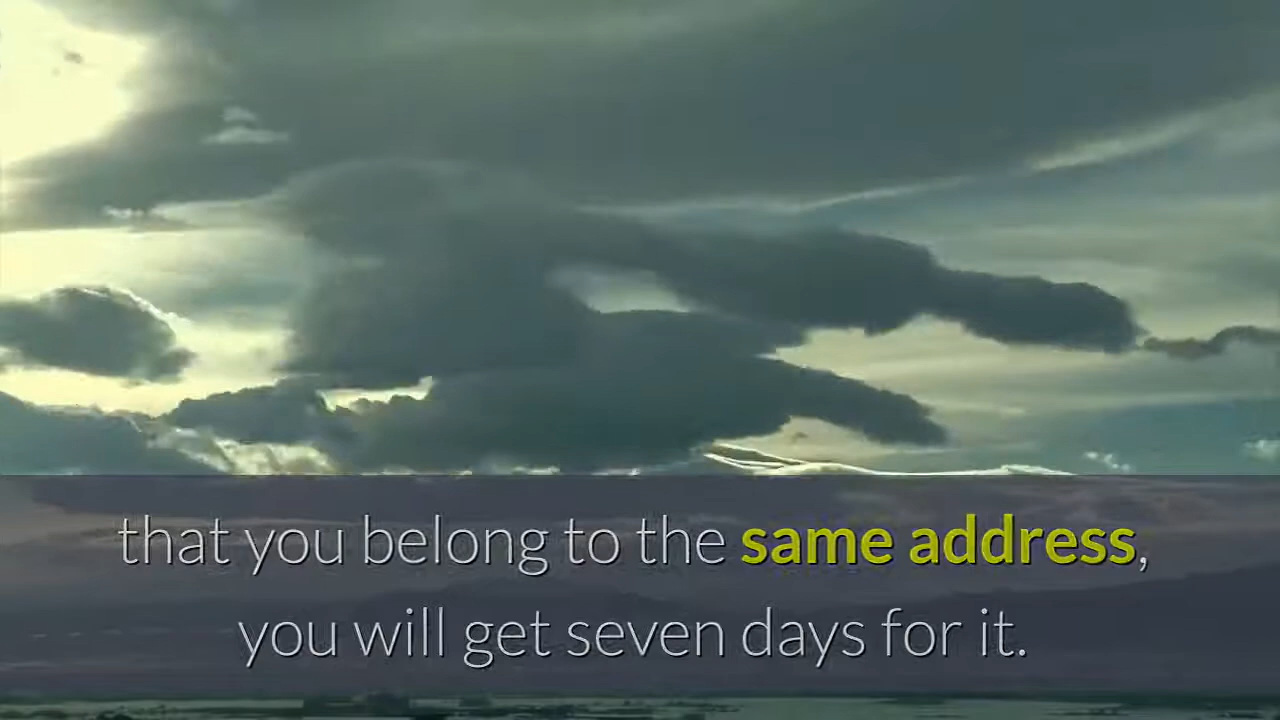 that you belong to the same address,
you will get seven days for it.